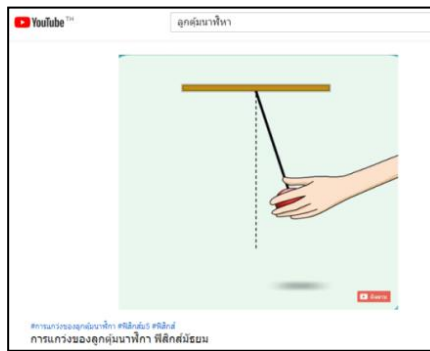 YouTube TH
ลูกตุ้มนาฬิกา
#การแกว่งของลูกตุ้มนาฬิกา #ฟิสิกส์ม5 #ฟิสิกส์
การแกว่งของลูกตุ้มนาฬิกา ฟิสิกส์มัธยม